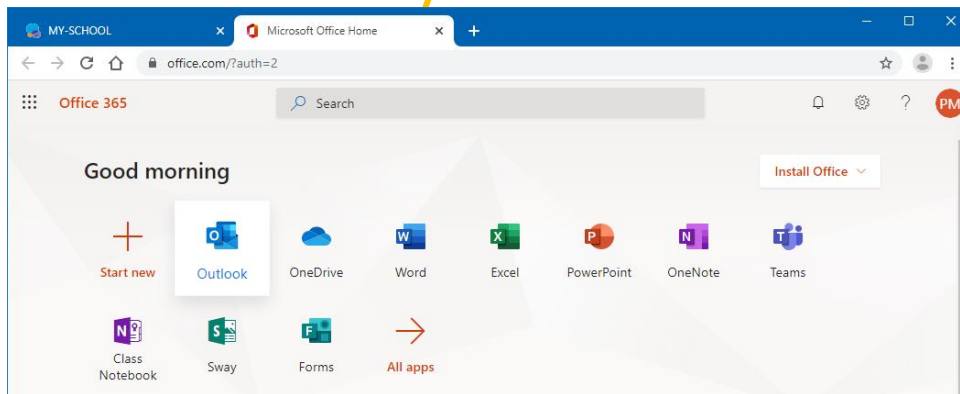 MY-SCHOOL
Microsoft Office Home
office.com/?auth=2
Office 365
Search
PM
Good morning
Install Office
Start new
Outlook
OneDrive
Word
Excel
PowerPoint
OneNote
Teams
Class
Notebook
Sway
Forms
All apps